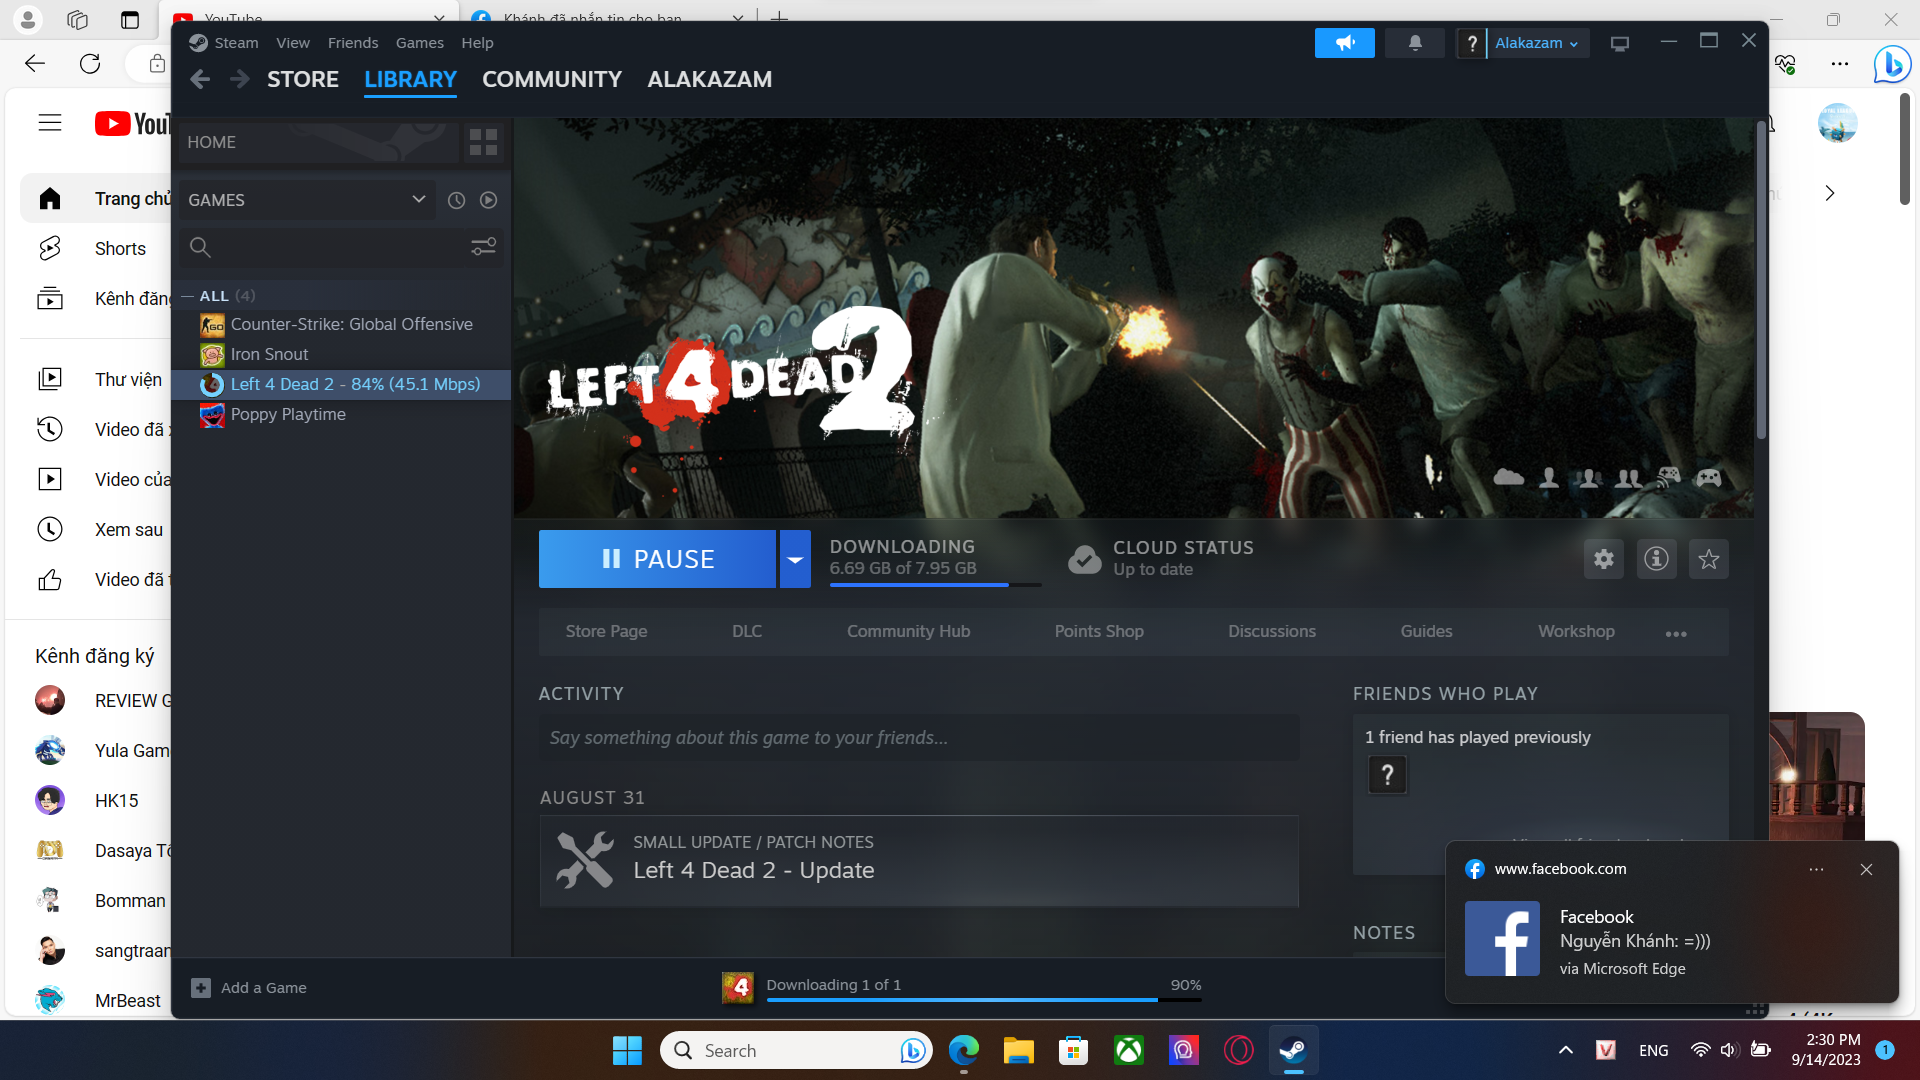 YouTube
Khánh đã nhắn tin cho bạn
Steam View Friends Games Help
? Alakazam
STORE LIBRARY COMMUNITY ALAKAZAM
HOME
GAMES
Trang chủ
Shorts
Kênh đăng
Thư viện
Video đã x
Video của
Xem sau
Video đã t
Kênh đăng ký
REVIEW G
Yula Gam
HK15
Dasaya Tố
Bomman
sangtraan
MrBeast
ALL (4)
Counter-Strike: Global Offensive
Iron Snout
Left 4 Dead 2 - 84% (45.1 Mbps)
Poppy Playtime
LEFT 4 DEAD 2
PAUSE
DOWNLOADING
6.69 GB of 7.95 GB
CLOUD STATUS
Up to date
Store Page DLC Community Hub Points Shop Discussions Guides Workshop
ACTIVITY
Say something about this game to your friends...
AUGUST 31
SMALL UPDATE / PATCH NOTES
Left 4 Dead 2 - Update
FRIENDS WHO PLAY
1 friend has played previously
?
NOTES
www.facebook.com
Facebook
Nguyễn Khánh: =)))
via Microsoft Edge
Add a Game
Downloading 1 of 1 90%
Search
ENG
2:30 PM
9/14/2023
1